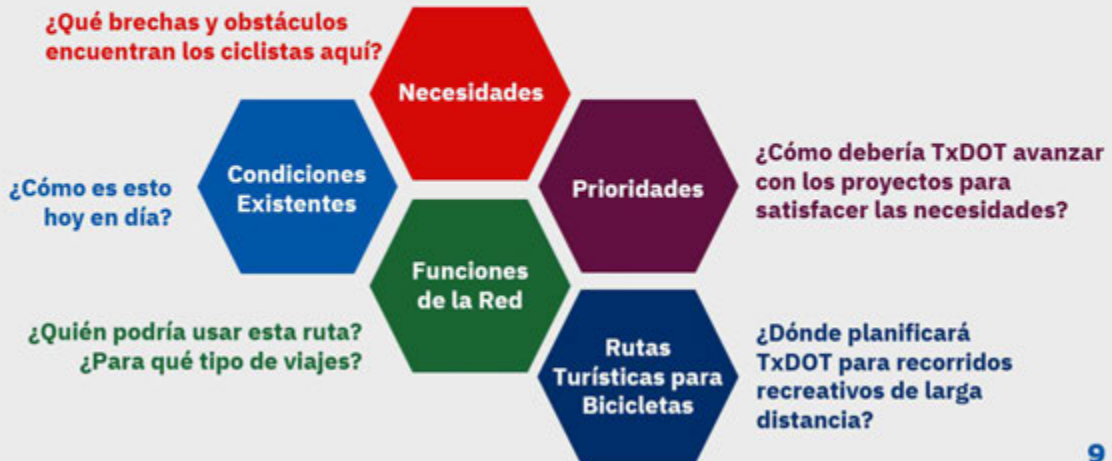 ¿Qué brechas y obstáculos
encuentran los ciclistas aquí?
Necesidades
Condiciones
Existentes
¿Cómo es esto
hoy en día?
Prioridades
¿Cómo debería TxDOT avanzar
con los proyectos para
satisfacer las necesidades?
Funciones
de la Red
¿Quién podría usar esta ruta?
¿Para qué tipo de viajes?
Rutas
Turísticas para
Bicicletas
¿Dónde planificará
TxDOT para recorridos
recreativos de larga
distancia?
9